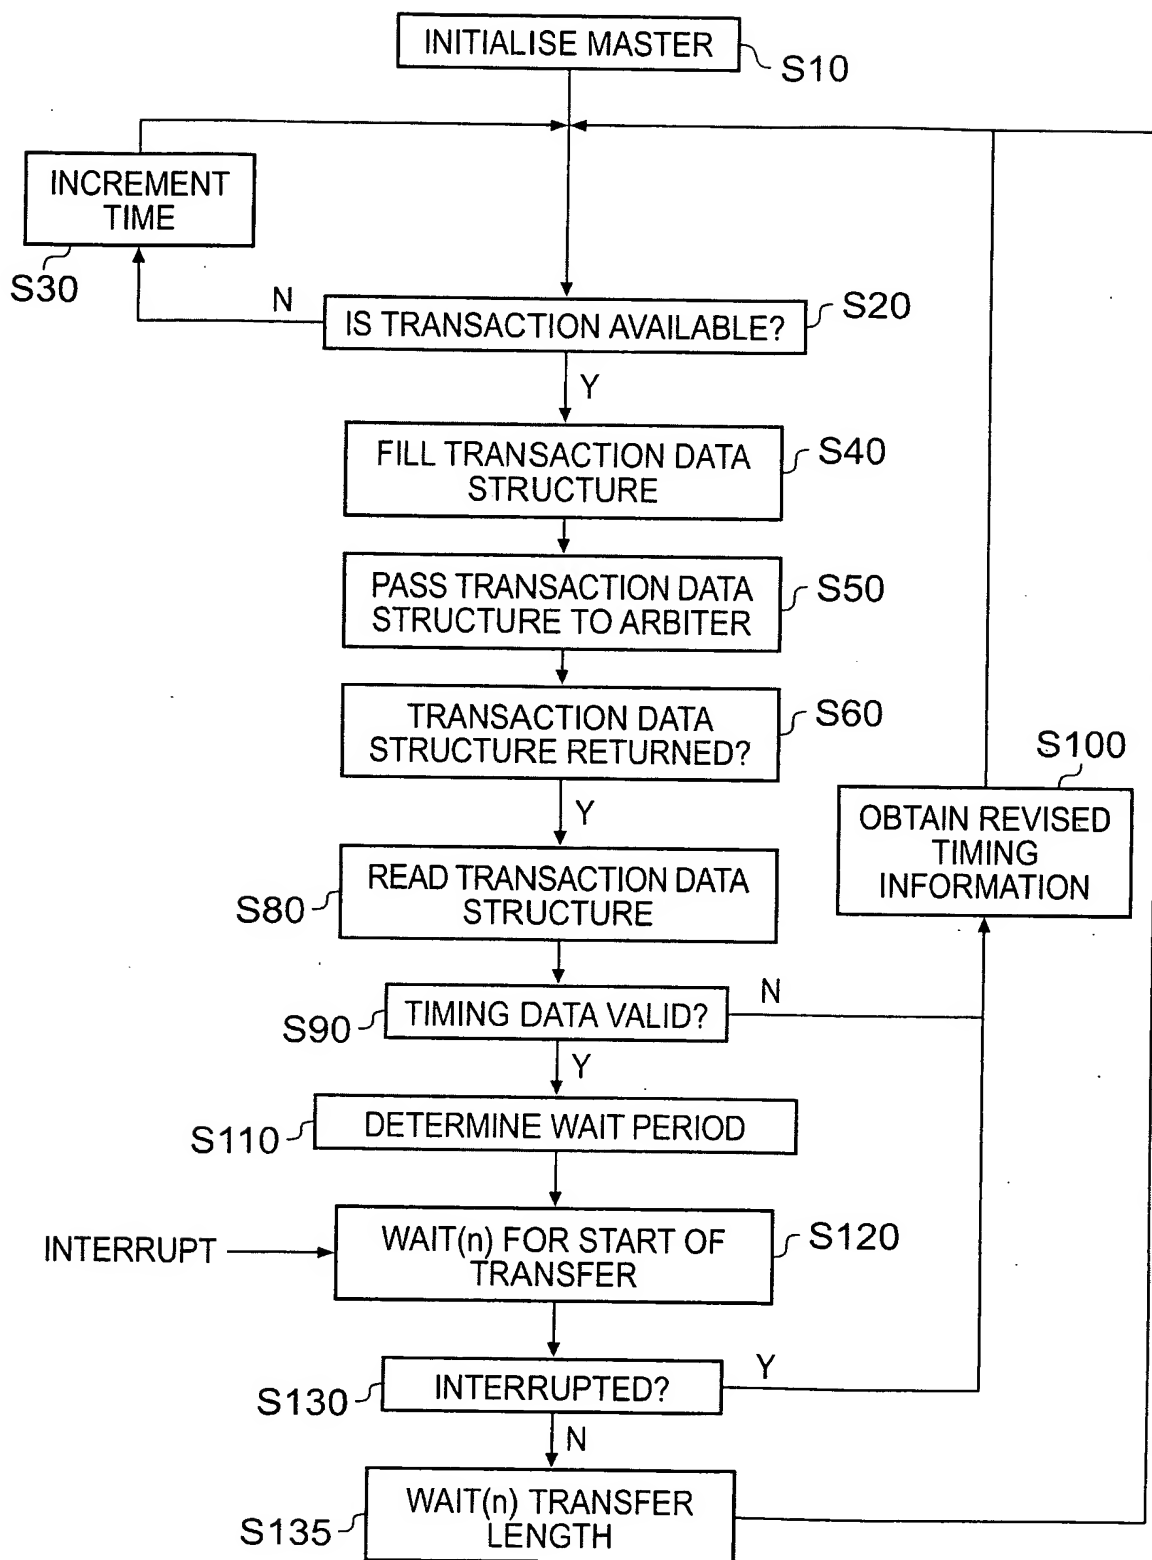 INITIALISE MASTER
S10
INCREMENT
TIME
S30
N
IS TRANSACTION AVAILABLE?
S20
Y
FILL TRANSACTION DATA
STRUCTURE
S40
PASS TRANSACTION DATA
STRUCTURE TO ARBITER
S50
TRANSACTION DATA
STRUCTURE RETURNED?
S60
Y
S100
OBTAIN REVISED
TIMING
INFORMATION
READ TRANSACTION DATA
STRUCTURE
S80
TIMING DATA VALID?
S90
N
Y
DETERMINE WAIT PERIOD
S110
INTERRUPT
WAIT(n) FOR START OF
TRANSFER
S120
INTERRUPTED?
S130
Y
N
WAIT(n) TRANSFER
LENGTH
S135